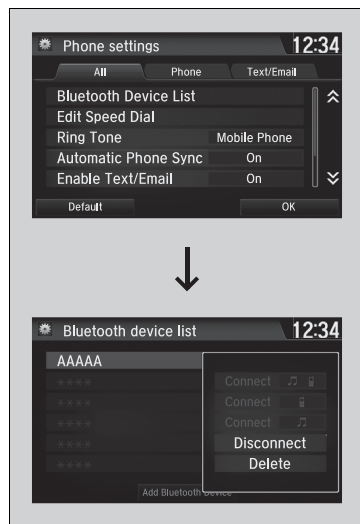 Phone settings 12:34
All Phone Text/Email
Bluetooth Device List
Edit Speed Dial
Ring Tone Mobile Phone
Automatic Phone Sync On
Enable Text/Email On
Default OK
Bluetooth device list 12:34
AAAAA
**** Connect
**** Connect
**** Connect
**** Disconnect
**** Delete
Add Bluetooth Device